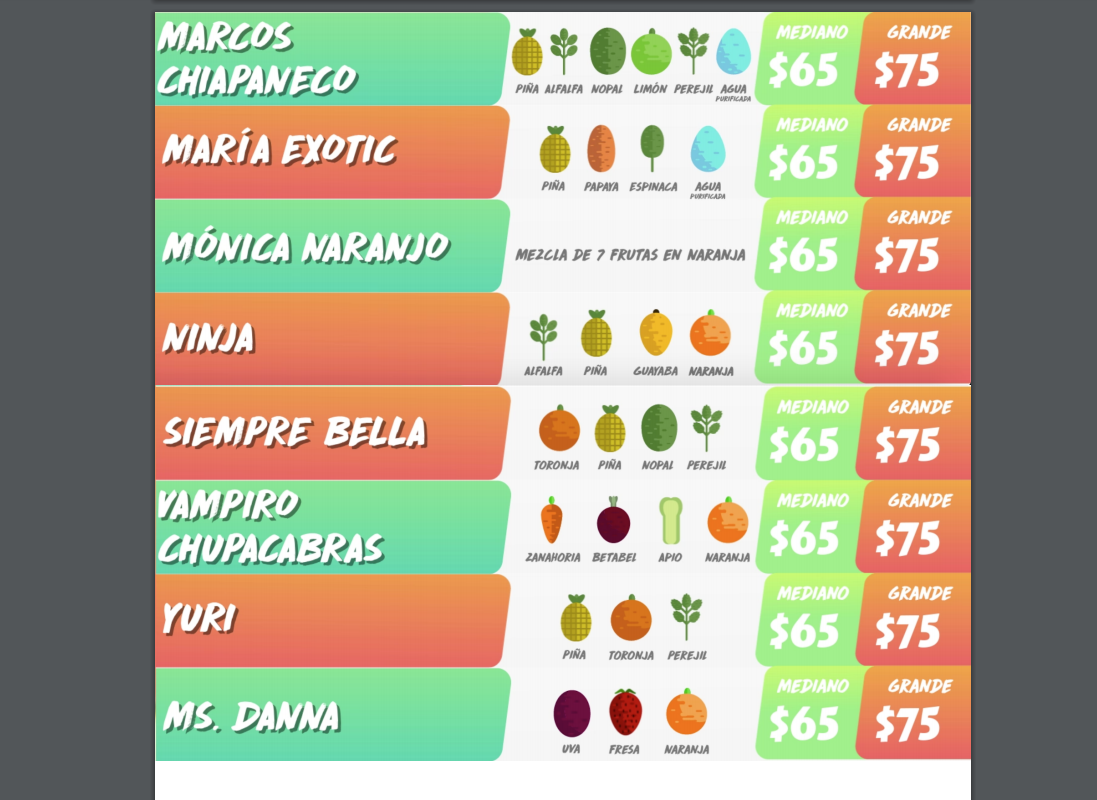 MARCOS
CHIAPANECO
PIÑA ALFALFA NOPAL LIMÓN PEREJIL AGUA
PURIFICADA
MEDIANO
$65
GRANDE
$75
MARÍA EXOTIC
PIÑA PAPAYA ESPINACA AGUA
PURIFICADA
MEDIANO
$65
GRANDE
$75
MÓNICA NARANJO
MEZCLA DE 7 FRUTAS EN NARANJA
MEDIANO
$65
GRANDE
$75
NINJA
ALFALFA PIÑA GUAYABA NARANJA
MEDIANO
$65
GRANDE
$75
SIEMPRE BELLA
TORONJA PIÑA NOPAL PEREJIL
MEDIANO
$65
GRANDE
$75
VAMPIRO
CHUPACABRAS
ZANAHORIA BETABEL APIO NARANJA
MEDIANO
$65
GRANDE
$75
YURI
PIÑA TORONJA PEREJIL
MEDIANO
$65
GRANDE
$75
MS. DANNA
UVA FRESA NARANJA
MEDIANO
$65
GRANDE
$75